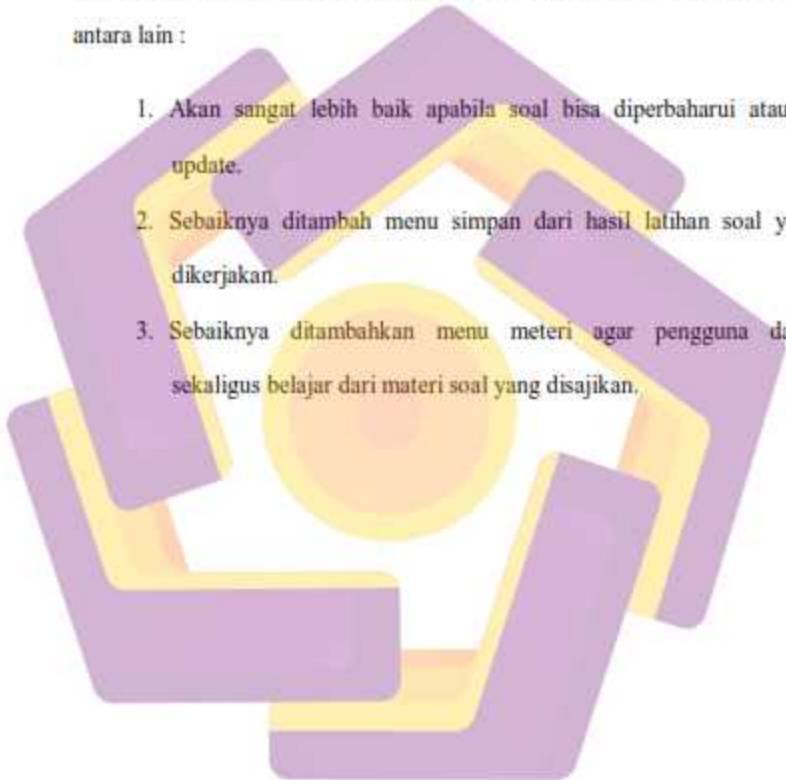 antara lain :
1. Akan sangat lebih baik apabila soal bisa diperbaharui atau
update.
2. Sebaiknya ditambah menu simpan dari hasil latihan soal y
dikerjakan.
3. Sebaiknya ditambahkan menu meteri agar pengguna da
sekaligus belajar dari materi soal yang disajikan.